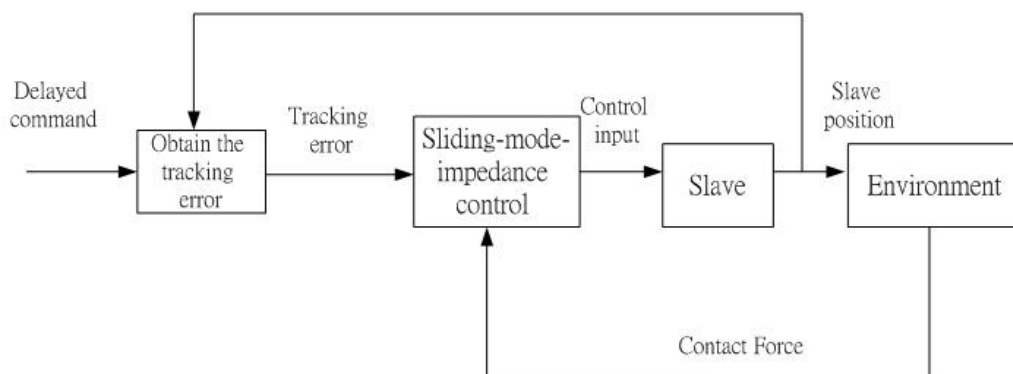 Delayed
command
Obtain the
tracking
error
Tracking
error
Sliding-mode-
impedance
control
Control
input
Slave
Slave
position
Environment
Contact Force